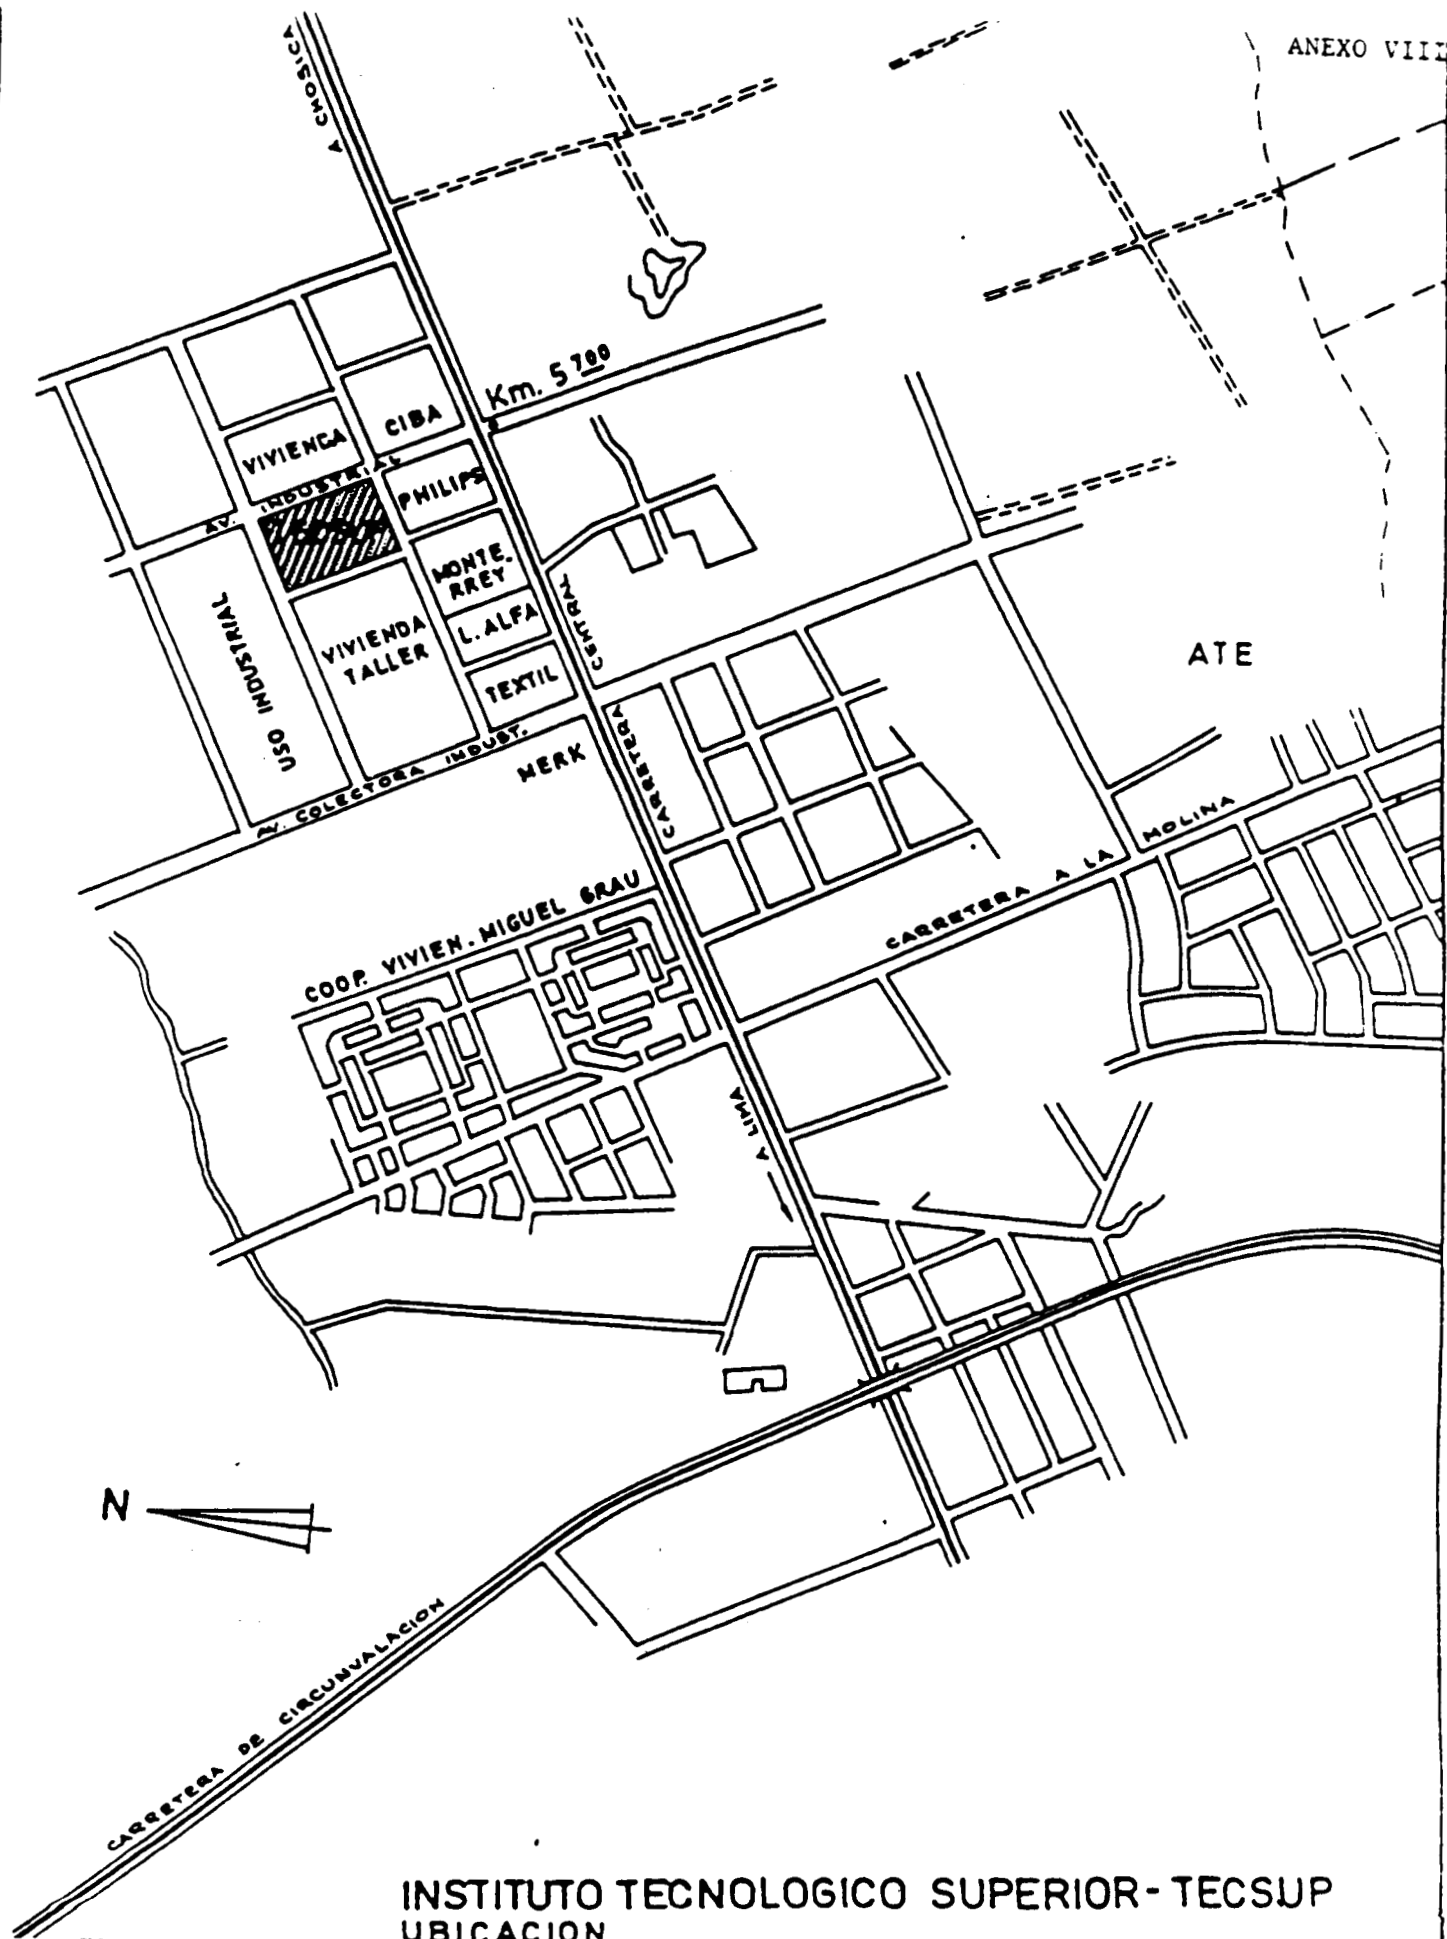 ANEXO VIII
A CHOSICA
Km. 5 700
CIBA
VIVIENCA
AV. INDUSTRIAL
PHILIPS
MONTE.
RREY
L. ALFA
TEXTIL
VIVIENDA
TALLER
USO INDUSTRIAL
AV. COLECTORA INDUST.
MERK
CARRETERA CENTRAL
ATE
CARRETERA A LA MOLINA
COOP. VIVIEN. MIGUEL GRAU
A LIMA
N
CARRETERA DE CIRCUNVALACION
INSTITUTO TECNOLOGICO SUPERIOR - TECSUP
UBICACION